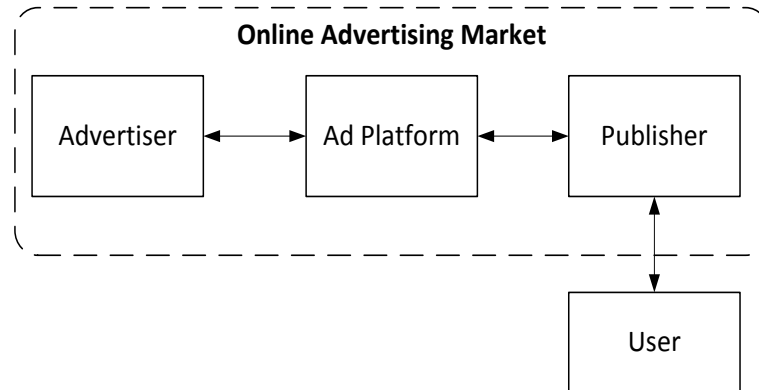 Online Advertising Market
Advertiser
Ad Platform
Publisher
User